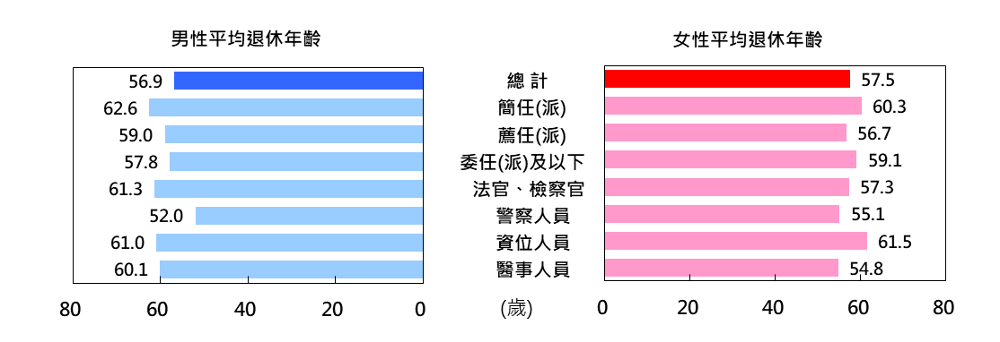 男性平均退休年齡
女性平均退休年齡
56.9 總 計 57.5
62.6 簡任(派) 60.3
59.0 薦任(派) 56.7
57.8 委任(派)及以下 59.1
61.3 法官、檢察官 57.3
52.0 警察人員 55.1
61.0 資位人員 61.5
60.1 醫事人員 54.8
80 60 40 20 0 (歲) 0 20 40 60 80